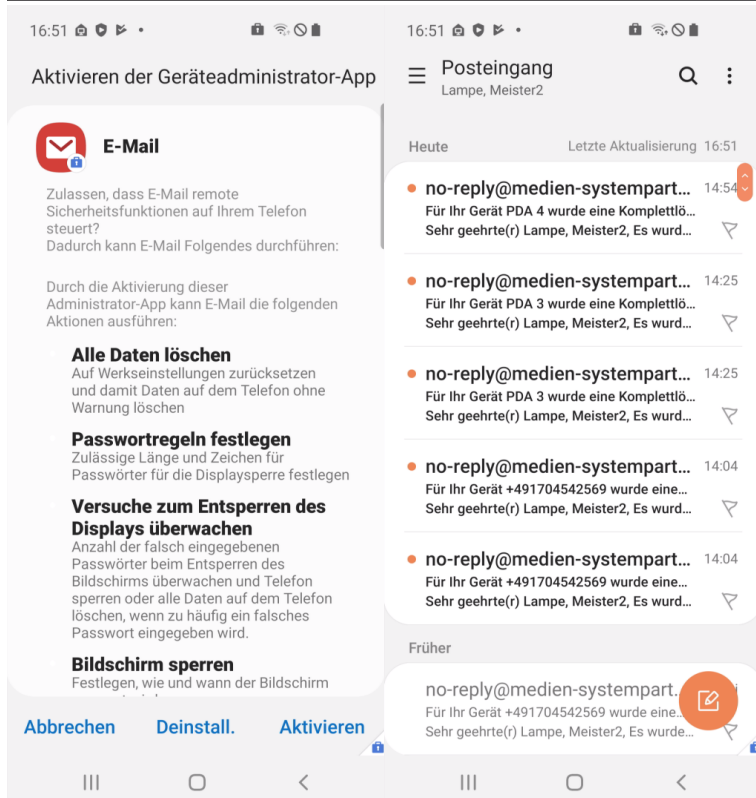 16:51
Aktivieren der Geräteadministrator-App
E-Mail
Zulassen, dass E-Mail remote
Sicherheitsfunktionen auf Ihrem Telefon
steuert?
Dadurch kann E-Mail Folgendes durchführen:
Durch die Aktivierung dieser
Administrator-App kann E-Mail die folgenden
Aktionen ausführen:
Alle Daten löschen
Auf Werkseinstellungen zurücksetzen
und damit Daten auf dem Telefon ohne
Warnung löschen
Passwortregeln festlegen
Zulässige Länge und Zeichen für
Passwörter für die Displaysperre festlegen
Versuche zum Entsperren des
Displays überwachen
Anzahl der falsch eingegebenen
Passwörter beim Entsperren des
Bildschirms überwachen und Telefon
sperren oder alle Daten auf dem Telefon
löschen, wenn zu häufig ein falsches
Passwort eingegeben wird.
Bildschirm sperren
Festlegen, wie und wann der Bildschirm
Abbrechen Deinstall. Aktivieren
16:51
Posteingang
Lampe, Meister2
Heute Letzte Aktualisierung 16:51
no-reply@medien-systempart... 14:54
Für Ihr Gerät PDA 4 wurde eine Komplettlö...
Sehr geehrte(r) Lampe, Meister2, Es wurd...
no-reply@medien-systempart... 14:25
Für Ihr Gerät PDA 3 wurde eine Komplettlö...
Sehr geehrte(r) Lampe, Meister2, Es wurd...
no-reply@medien-systempart... 14:25
Für Ihr Gerät PDA 3 wurde eine Komplettlö...
Sehr geehrte(r) Lampe, Meister2, Es wurd...
no-reply@medien-systempart... 14:04
Für Ihr Gerät +491704542569 wurde eine...
Sehr geehrte(r) Lampe, Meister2, Es wurd...
no-reply@medien-systempart... 14:04
Für Ihr Gerät +491704542569 wurde eine...
Sehr geehrte(r) Lampe, Meister2, Es wurd...
Früher
no-reply@medien-systempart.
Für Ihr Gerät +491704542569 wurde eine..
Sehr geehrte(r) Lampe, Meister2, Es wurde...